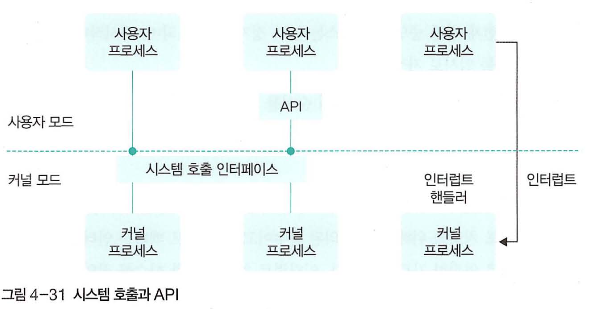 사용자
프로세스
사용자
프로세스
사용자
프로세스
API
사용자 모드
시스템 호출 인터페이스
커널 모드
인터럽트
핸들러
인터럽트
커널
프로세스
커널
프로세스
커널
프로세스
그림 4-31 시스템 호출과 API